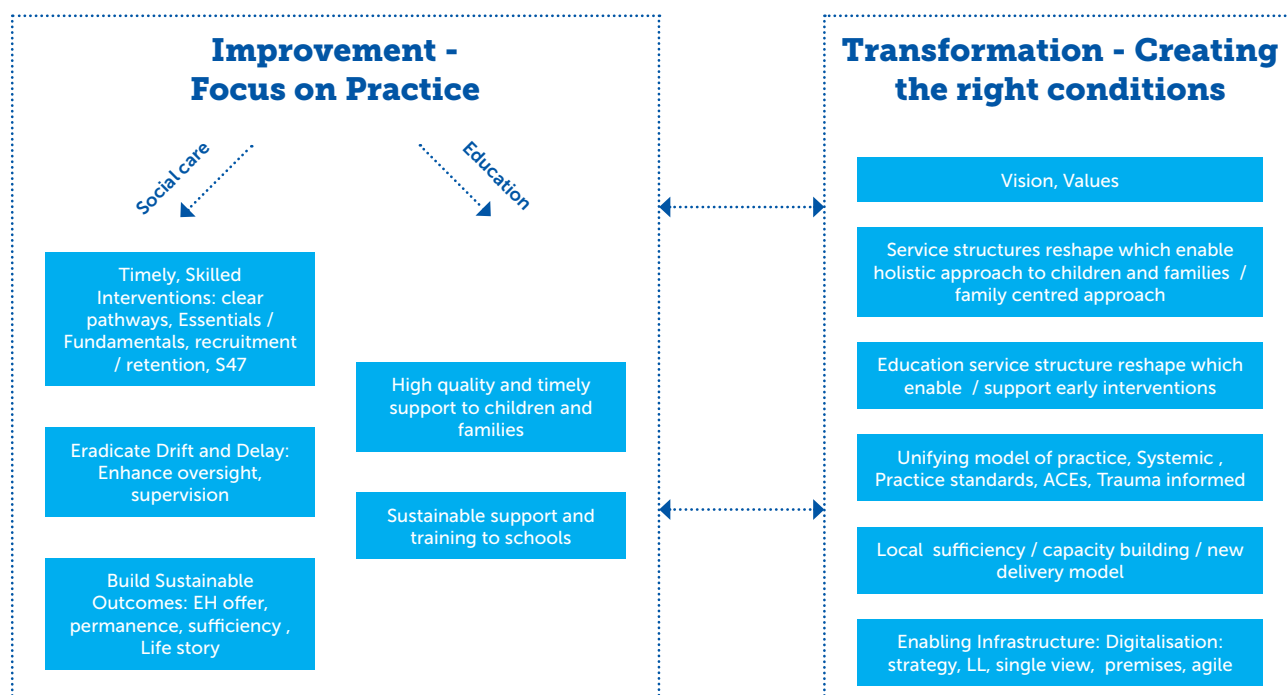 Improvement -
Focus on Practice
Social care
Education
Timely, Skilled
Interventions: clear
pathways, Essentials /
Fundamentals, recruitment
/ retention, S47
Eradicate Drift and Delay:
Enhance oversight,
supervision
Build Sustainable
Outcomes: EH offer,
permanence, sufficiency ,
Life story
High quality and timely
support to children and
families
Sustainable support and
training to schools
Transformation - Creating
the right conditions
Vision, Values
Service structures reshape which enable
holistic approach to children and families /
family centred approach
Education service structure reshape which
enable / support early interventions
Unifying model of practice, Systemic ,
Practice standards, ACEs, Trauma informed
Local sufficiency / capacity building / new
delivery model
Enabling Infrastructure: Digitalisation:
strategy, LL, single view, premises, agile